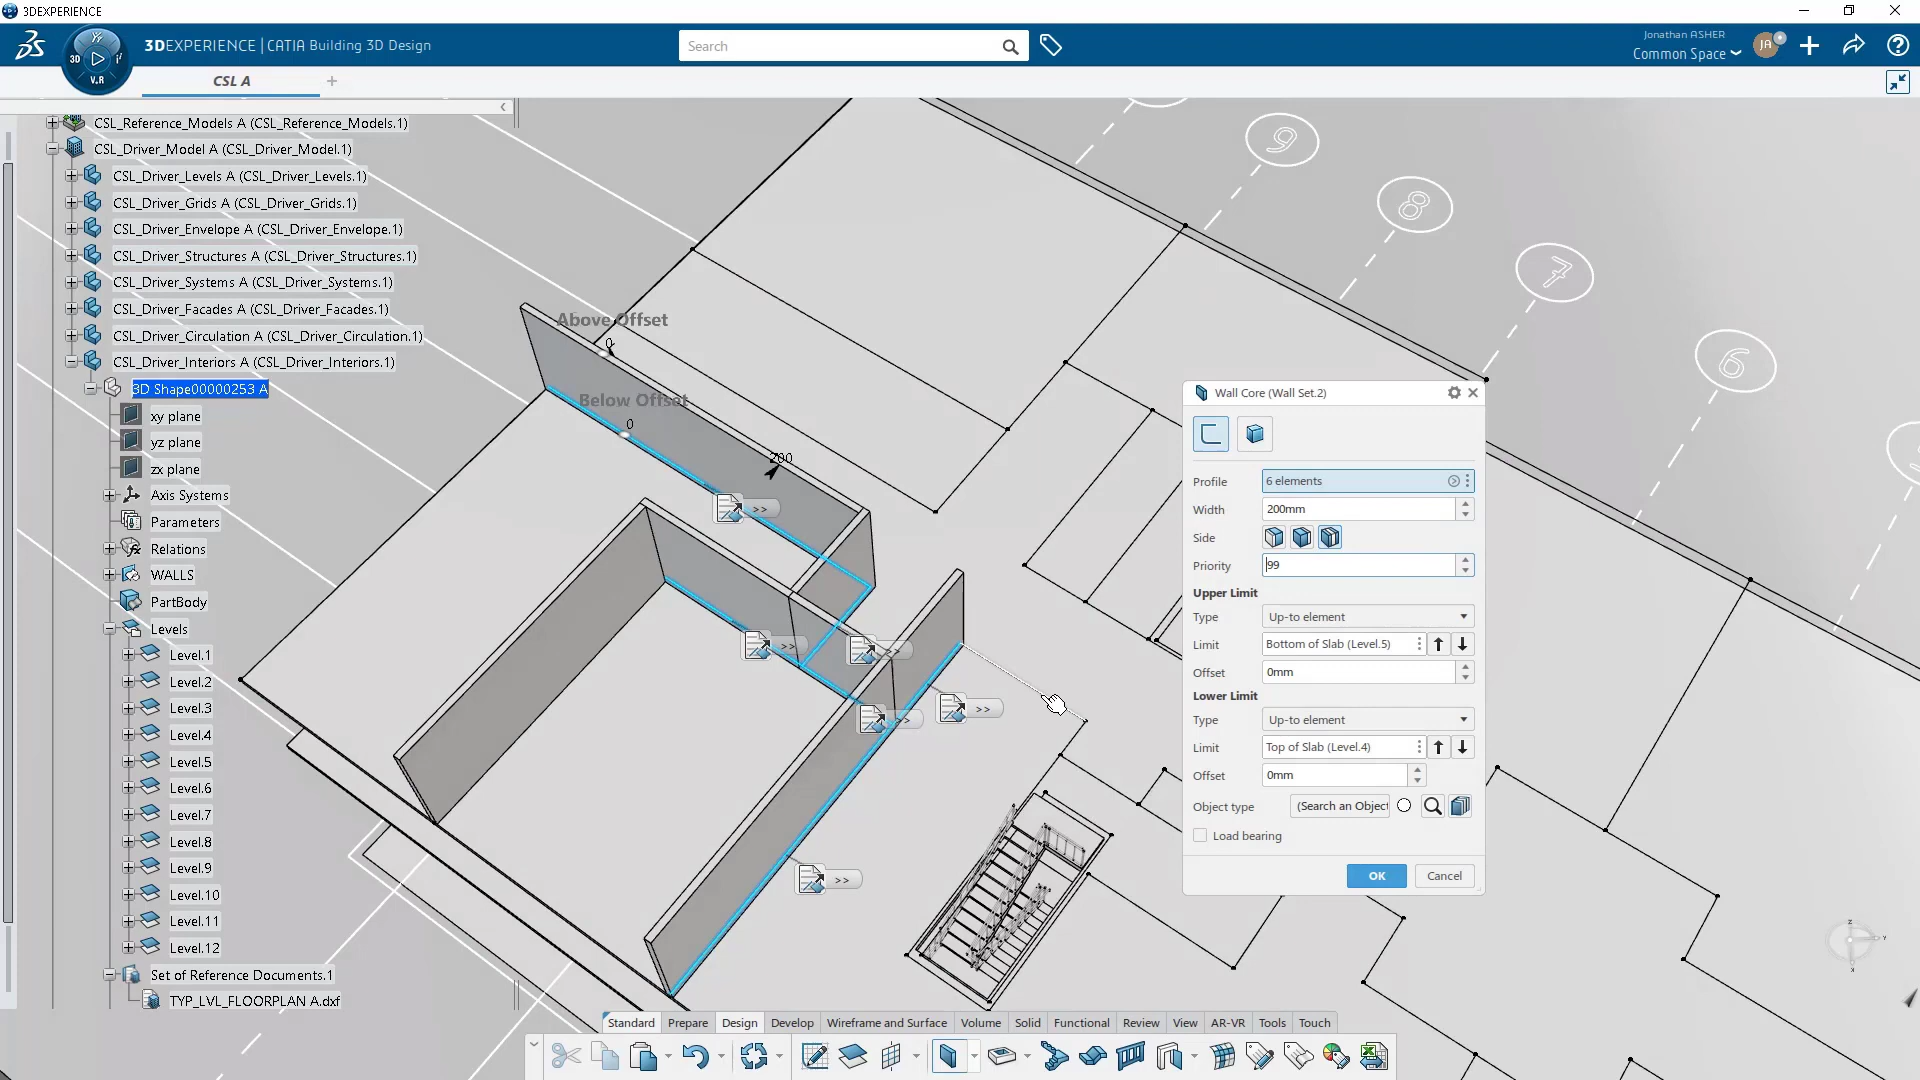 3DEXPERIENCE
3DEXPERIENCE | CATIA Building 3D Design
Search
Jonathan ASHER
Common Space
JA
3D
V.R
CSL A
CSL_Reference_Models A (CSL_Reference_Models.1)
CSL_Driver_Model A (CSL_Driver_Model.1)
CSL_Driver_Levels A (CSL_Driver_Levels.1)
CSL_Driver_Grids A (CSL_Driver_Grids.1)
CSL_Driver_Envelope A (CSL_Driver_Envelope.1)
CSL_Driver_Structures A (CSL_Driver_Structures.1)
CSL_Driver_Systems A (CSL_Driver_Systems.1)
CSL_Driver_Facades A (CSL_Driver_Facades.1)
CSL_Driver_Circulation A (CSL_Driver_Circulation.1)
CSL_Driver_Interiors A (CSL_Driver_Interiors.1)
3D Shape00000253 A
xy plane
yz plane
zx plane
Axis Systems
Parameters
Relations
WALLS
PartBody
Levels
Level.1
Level.2
Level.3
Level.4
Level.5
Level.6
Level.7
Level.8
Level.9
Level.10
Level.11
Level.12
Set of Reference Documents.1
TYP_LVL_FLOORPLAN A.dxf
9
8
7
6
Above Offset
0
Below Offset
0
200
>>
>>
>>
>>
>>
>>
Wall Core (Wall Set.2)
Profile
6 elements
Width
200mm
Side
Priority
99
Upper Limit
Type
Up-to element
Limit
Bottom of Slab (Level.5)
Offset
0mm
Lower Limit
Type
Up-to element
Limit
Top of Slab (Level.4)
Offset
0mm
Object type
(Search an Object
Load bearing
OK
Cancel
Standard
Prepare
Design
Develop
Wireframe and Surface
Volume
Solid
Functional
Review
View
AR-VR
Tools
Touch